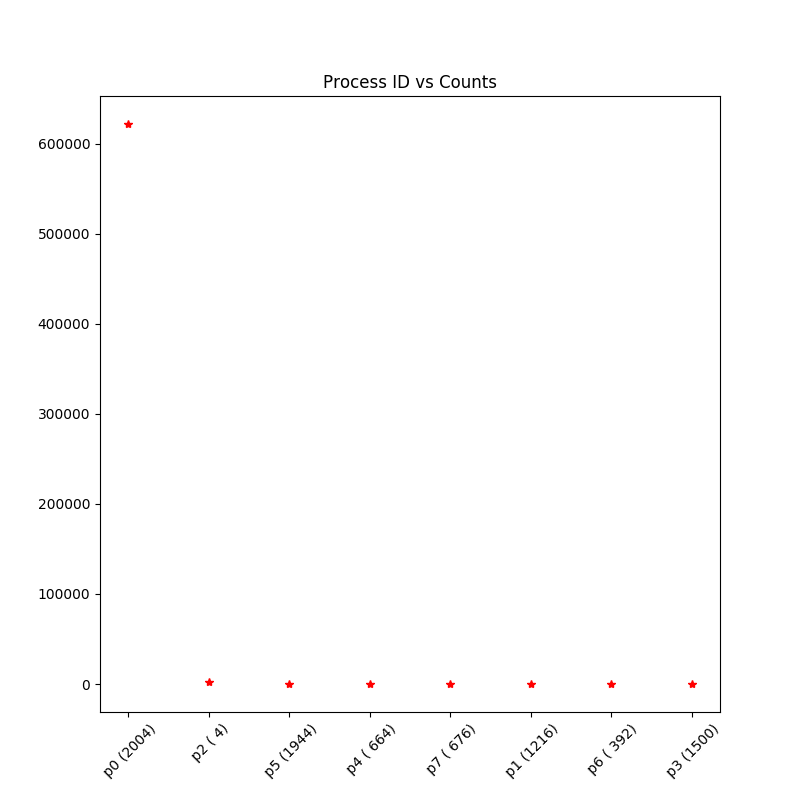 Process ID vs Counts
600000
500000
400000
300000
200000
100000
0
p0 (2004)
p2 ( 4)
p5 (1944)
p4 ( 664)
p7 ( 676)
p1 (1216)
p6 ( 392)
p3 (1500)